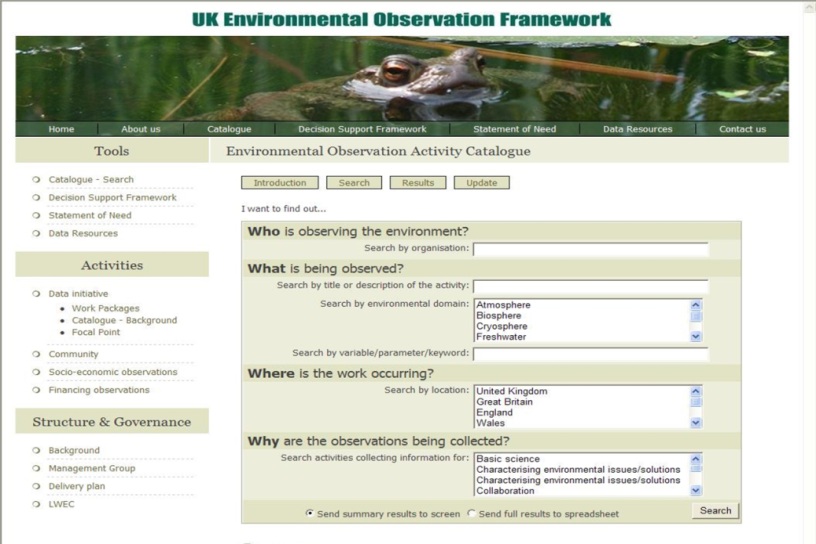 UK Environmental Observation Framework
Home About us Catalogue Decision Support Framework Statement of Need Data Resources Contact us
Tools
Catalogue - Search
Decision Support Framework
Statement of Need
Data Resources
Activities
Data initiative
Work Packages
Catalogue - Background
Focal Point
Community
Socio-economic observations
Financing observations
Structure & Governance
Background
Management Group
Delivery plan
LWEC
Environmental Observation Activity Catalogue
Introduction Search Results Update
I want to find out...
Who is observing the environment?
Search by organisation:
What is being observed?
Search by title or description of the activity:
Search by environmental domain: Atmosphere
Biosphere
Cryosphere
Freshwater
Search by variable/parameter/keyword:
Where is the work occurring?
Search by location: United Kingdom
Great Britain
England
Wales
Why are the observations being collected?
Search activities collecting information for: Basic science
Characterising environmental issues/solutions
Characterising environmental issues/solutions
Collaboration
Send summary results to screen Send full results to spreadsheet Search